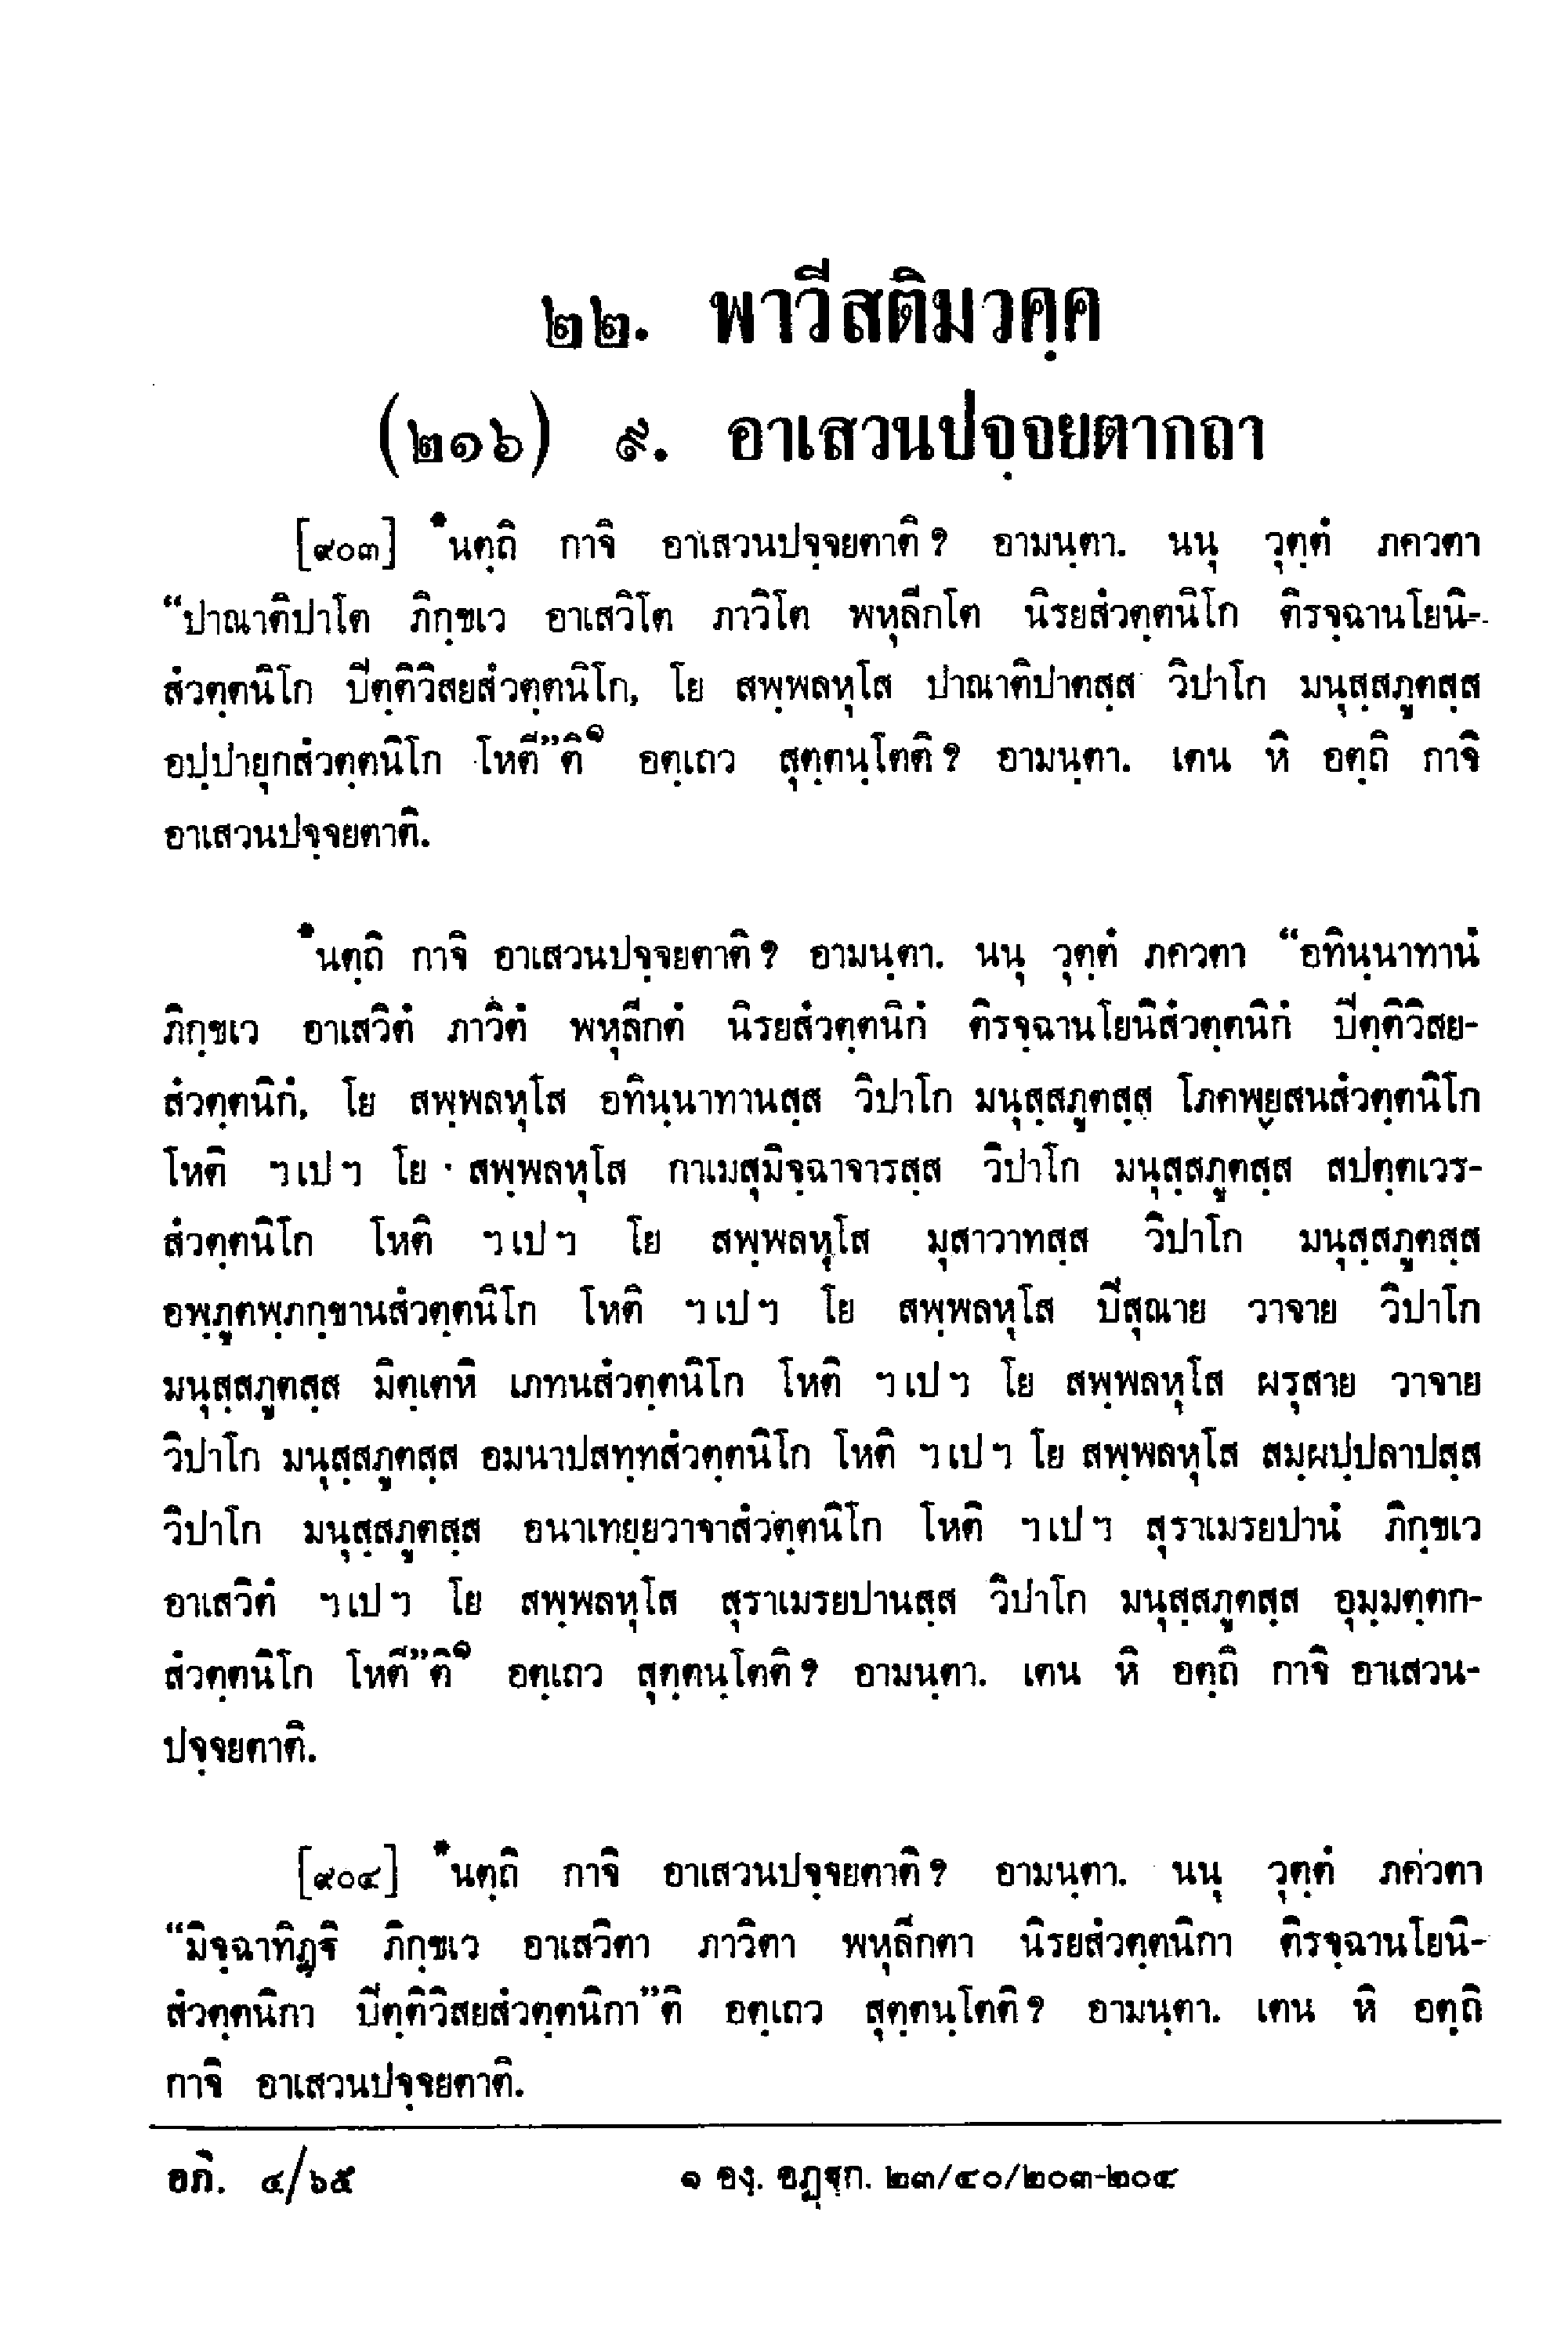 ๒๒. พาวีสติมวคฺค
(๒๑๖) ๙. อาเสวนปจฺจยตากถา
[๙๐๓] *นตฺถิ กาจิ อาเสวนปจฺจยตาติ ? อามนฺตา. นนุ วุตฺตํ ภควตา
“ปาณาติปาโต ภิกฺขเว อาเสวิโต ภาวิโต พหุลีกโต นิรยสํวตฺตนิโก ติรจฺฉานโยนิ-
สํวตฺตนิโก ปีตฺติวิสยสํวตฺตนิโก, โย สพฺพลหุโส ปาณาติปาตสฺส วิปาโก มนุสฺสภูตสฺส
อปฺปายุกสํวตฺตนิโก โหตี”ติ๑ อตฺเถว สุตฺตนฺโตติ ? อามนฺตา. เตน หิ อตฺถิ กาจิ
อาเสวนปจฺจยตาติ.
*นตฺถิ กาจิ อาเสวนปจฺจยตาติ ? อามนฺตา. นนุ วุตฺตํ ภควตา “อทินฺนาทานํ
ภิกฺขเว อาเสวิตํ ภาวิตํ พหุลีกตํ นิรยสํวตฺตนิกํ ติรจฺฉานโยนิสํวตฺตนิกํ ปีตฺติวิสย-
สํวตฺตนิกํ, โย สพฺพลหุโส อทินฺนาทานสฺส วิปาโก มนุสฺสภูตสฺส โภคพฺยสนสํวตฺตนิโก
โหติ ฯเปฯ โย สพฺพลหุโส กาเมสุมิจฺฉาจารสฺส วิปาโก มนุสฺสภูตสฺส สปตฺตเวร-
สํวตฺตนิโก โหติ ฯเปฯ โย สพฺพลหุโส มุสาวาทสฺส วิปาโก มนุสฺสภูตสฺส
อพฺภูตพฺภกฺขานสํวตฺตนิโก โหติ ฯเปฯ โย สพฺพลหุโส ปีสุณาย วาจาย วิปาโก
มนุสฺสภูตสฺส มิตฺเตหิ เภทนสํวตฺตนิโก โหติ ฯเปฯ โย สพฺพลหุโส ผรุสาย วาจาย
วิปาโก มนุสฺสภูตสฺส อมนาปสทฺทสํวตฺตนิโก โหติ ฯเปฯ โย สพฺพลหุโส สมฺผปฺปลาปสฺส
วิปาโก มนุสฺสภูตสฺส อนาเทยฺยวาจาสํวตฺตนิโก โหติ ฯเปฯ สุราเมรยปานํ ภิกฺขเว
อาเสวิตํ ฯเปฯ โย สพฺพลหุโส สุราเมรยปานสฺส วิปาโก มนุสฺสภูตสฺส อุมฺมตฺตก-
สํวตฺตนิโก โหตี”ติ๑ อตฺเถว สุตฺตนฺโตติ ? อามนฺตา. เตน หิ อตฺถิ กาจิ อาเสวน-
ปจฺจยตาติ.
[๙๐๔] *นตฺถิ กาจิ อาเสวนปจฺจยตาติ ? อามนฺตา. นนุ วุตฺตํ ภควตา
“มิจฺฉาทิฏฺฐิ ภิกฺขเว อาเสวิตา ภาวิตา พหุลีกตา นิรยสํวตฺตนิกา ติรจฺฉานโยนิ-
สํวตฺตนิกา ปีตฺติวิสยสํวตฺตนิกา”ติ อตฺเถว สุตฺตนฺโตติ ? อามนฺตา. เตน หิ อตฺถิ
กาจิ อาเสวนปจฺจยตาติ.
อภิ. ๔/๖๕ ๑ องฺ. อฏฺฐก. ๒๓/๔๐/๒๐๓-๒๐๔